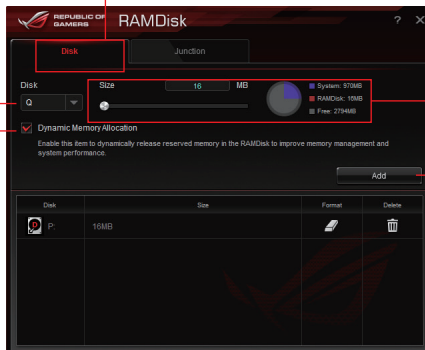 REPUBLIC OF
GAMERS
RAMDisk
? X
Disk
Junction
Disk
Size
16
MB
System: 970MB
RAMDisk: 16MB
Free: 2794MB
Q
Dynamic Memory Allocation
Enable this item to dynamically release reserved memory in the RAMDisk to improve memory management and
system performance.
Add
Disk
Size
Format
Delete
P:
16MB